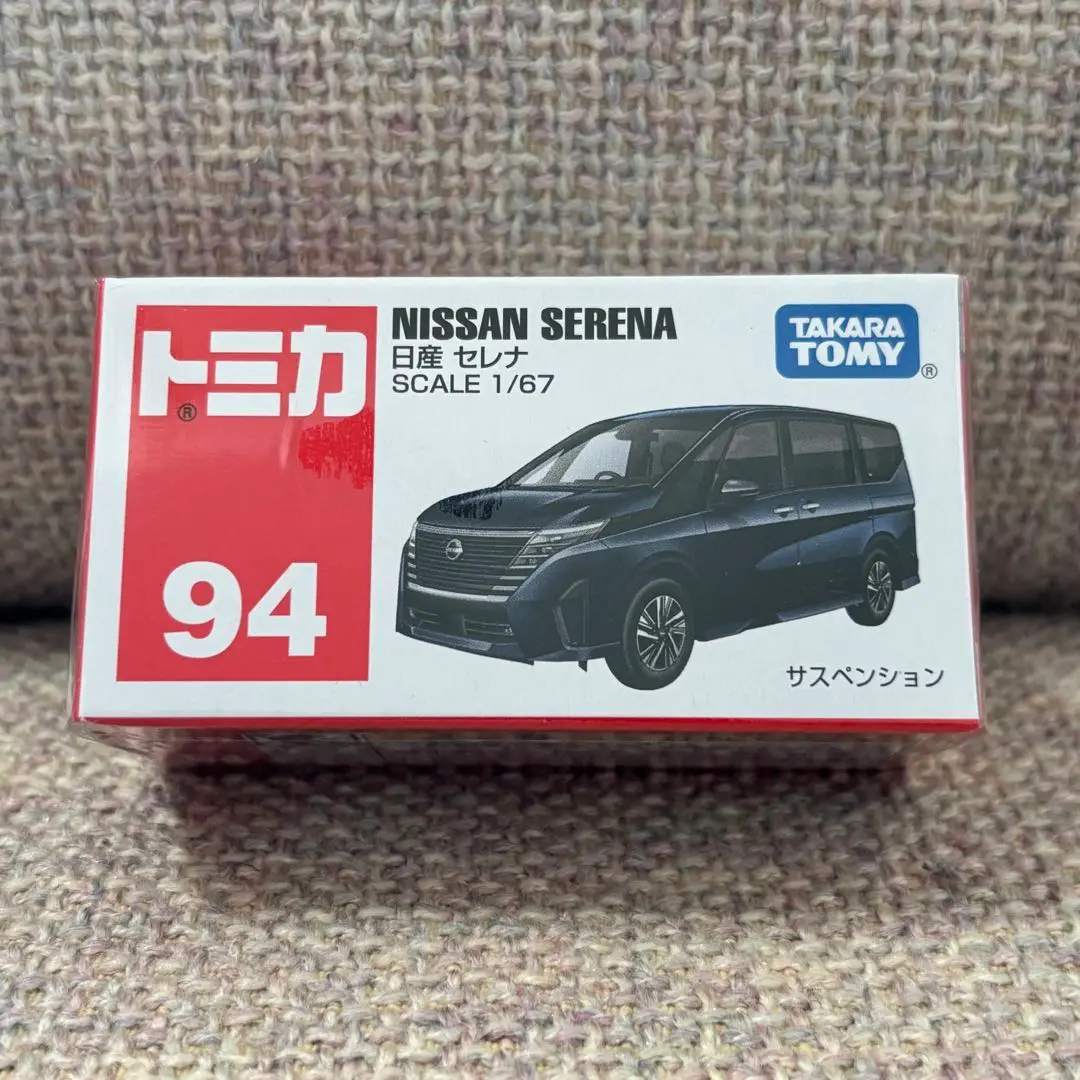 トミカ
®
94
NISSAN SERENA
日産 セレナ
SCALE 1/67
TAKARA
TOMY
®
サスペンション